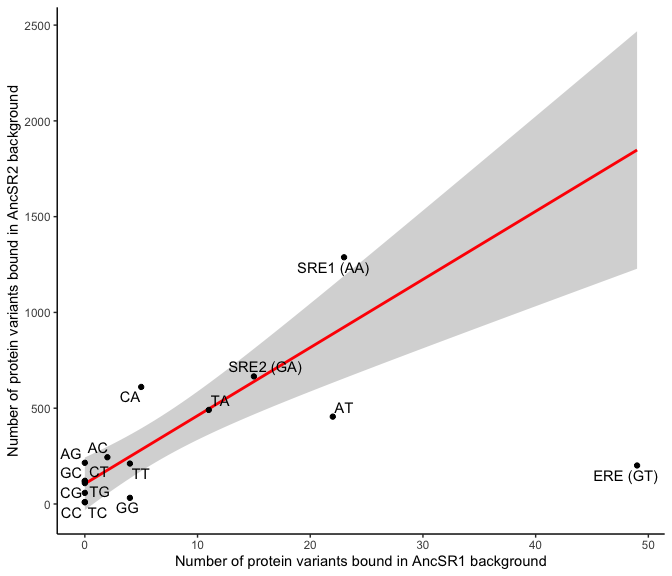 Number of protein variants bound in AncSR2 background
2500
2000
1500
1000
500
0
SRE1 (AA)
SRE2 (GA)
CA
TA
AT
AG
AC
GC
CT
TT
ERE (GT)
CG
TG
GG
CC
TC
0
10
20
30
40
50
Number of protein variants bound in AncSR1 background